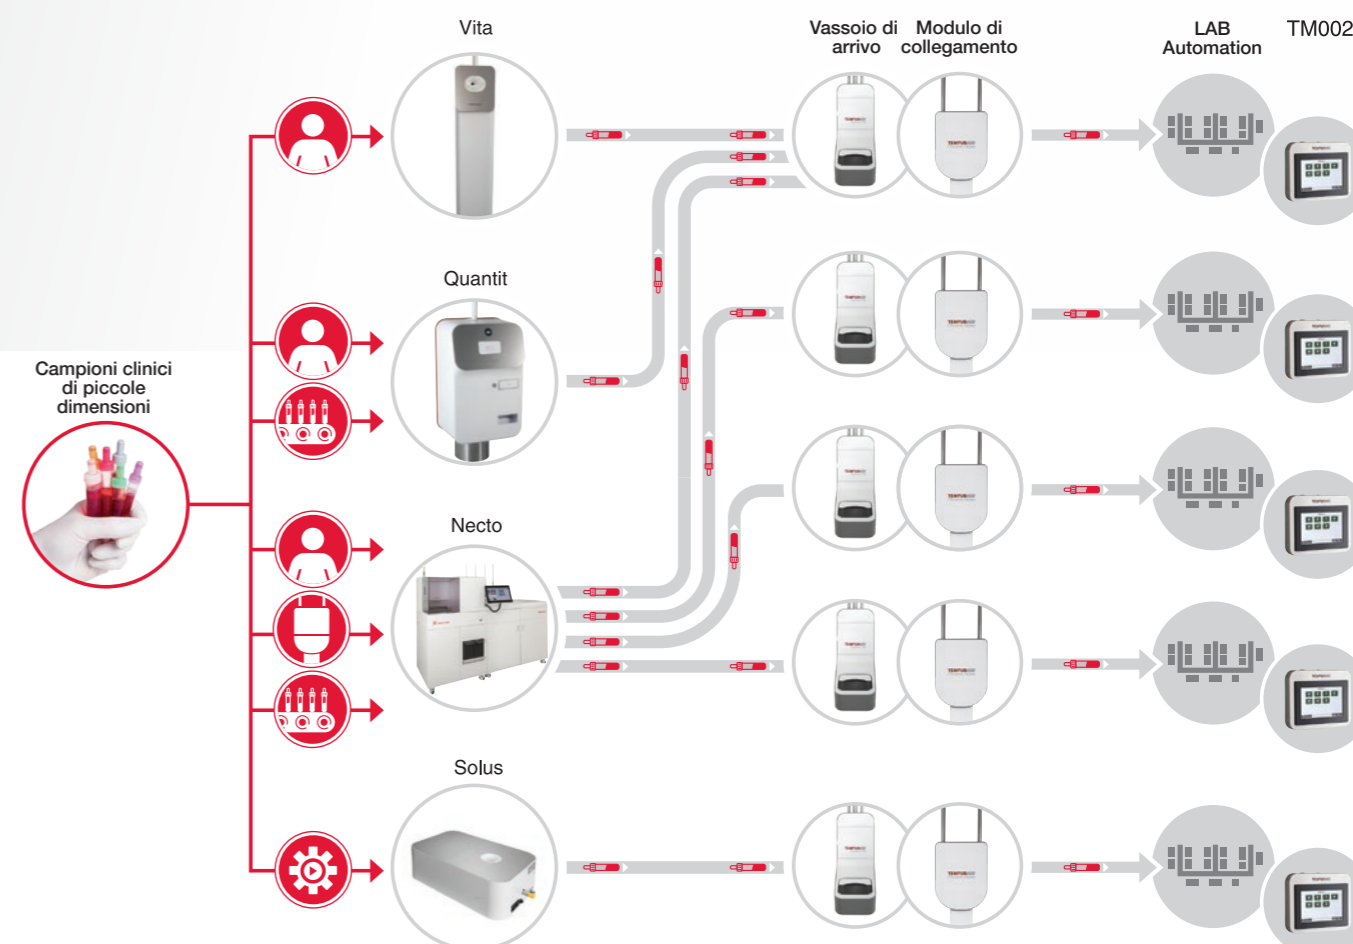 Vita
Vassoio di
arrivo
Modulo di
collegamento
LAB
Automation
TM002
Quantit
Campioni clinici
di piccole
dimensioni
Necto
Solus